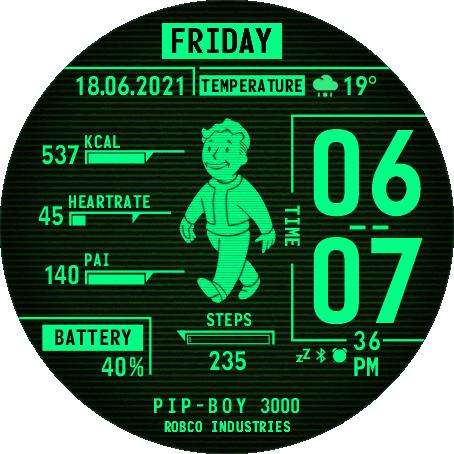 FRIDAY
18.06.2021 TEMPERATURE 19°
KCAL
537
HEARTRATE
45
PAI
140
TIME
06
07
36
PM
zZ
STEPS
235
BATTERY
40%
PIP-BOY 3000
ROBCO INDUSTRIES